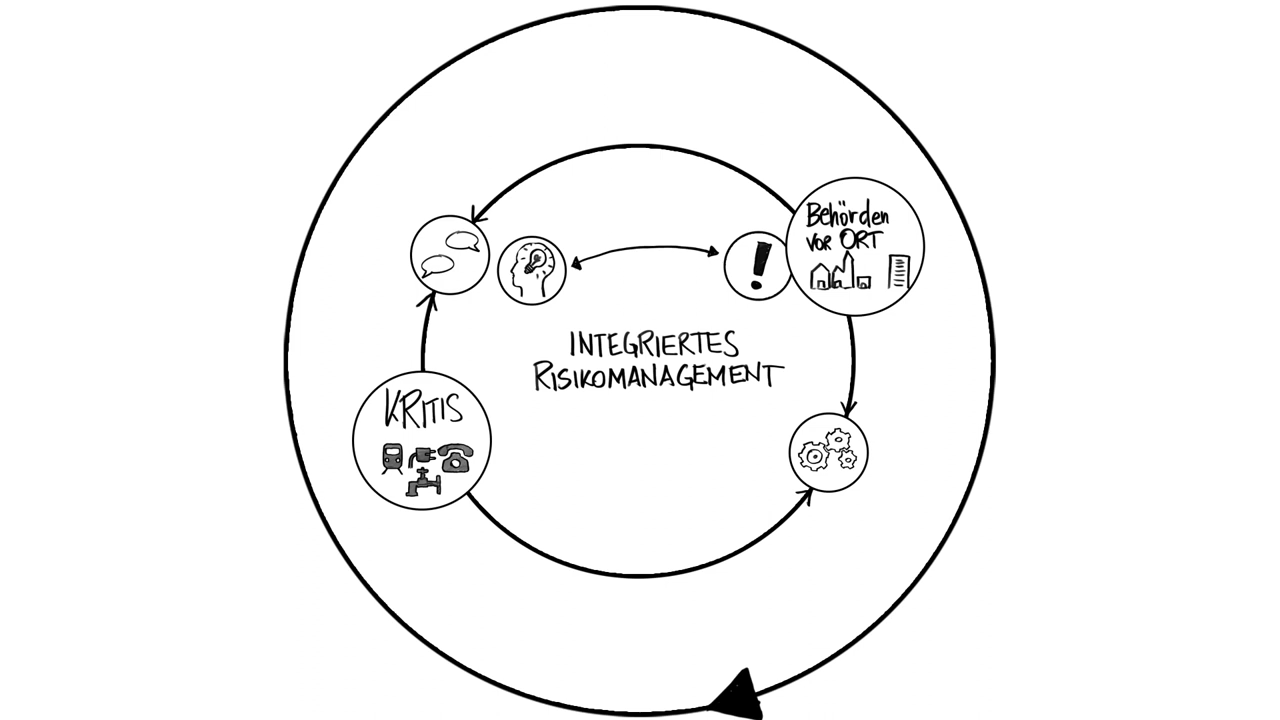 Behörden
vor ORT
INTEGRIERTES
RISIKOMANAGEMENT
KRITIS